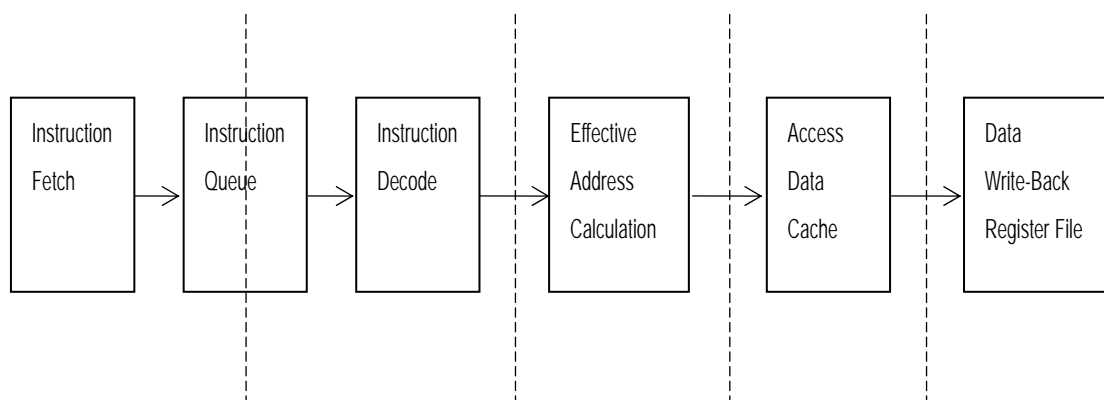 Instruction
Fetch
Instruction
Queue
Instruction
Decode
Effective
Address
Calculation
Access
Data
Cache
Data
Write-Back
Register File